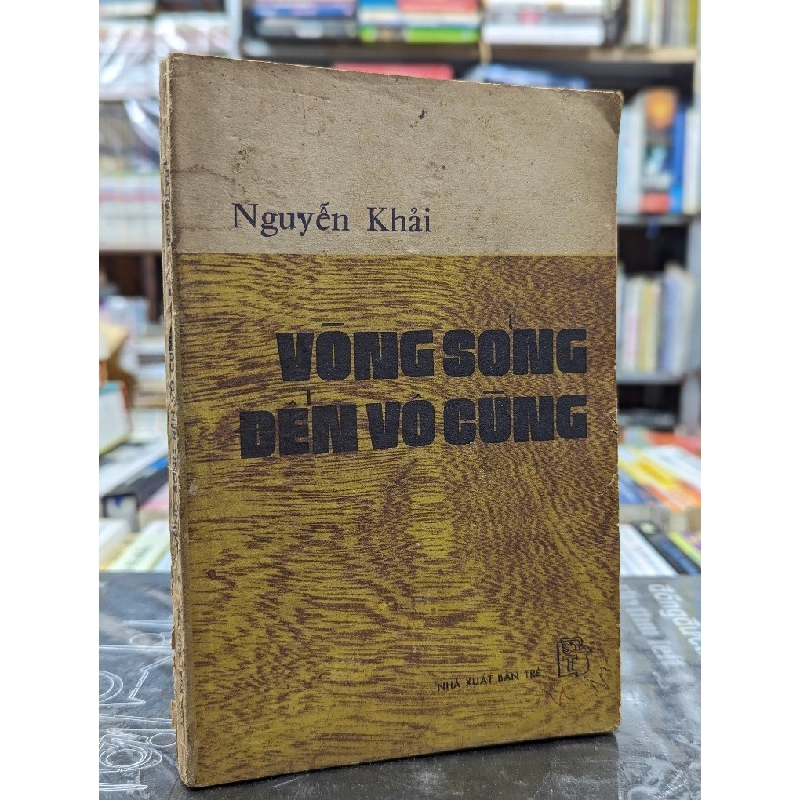 Nguyễn Khải
VÒNG SÓNG
ĐẾN VÔ CÙNG
NHÀ XUẤT BẢN TRẺ